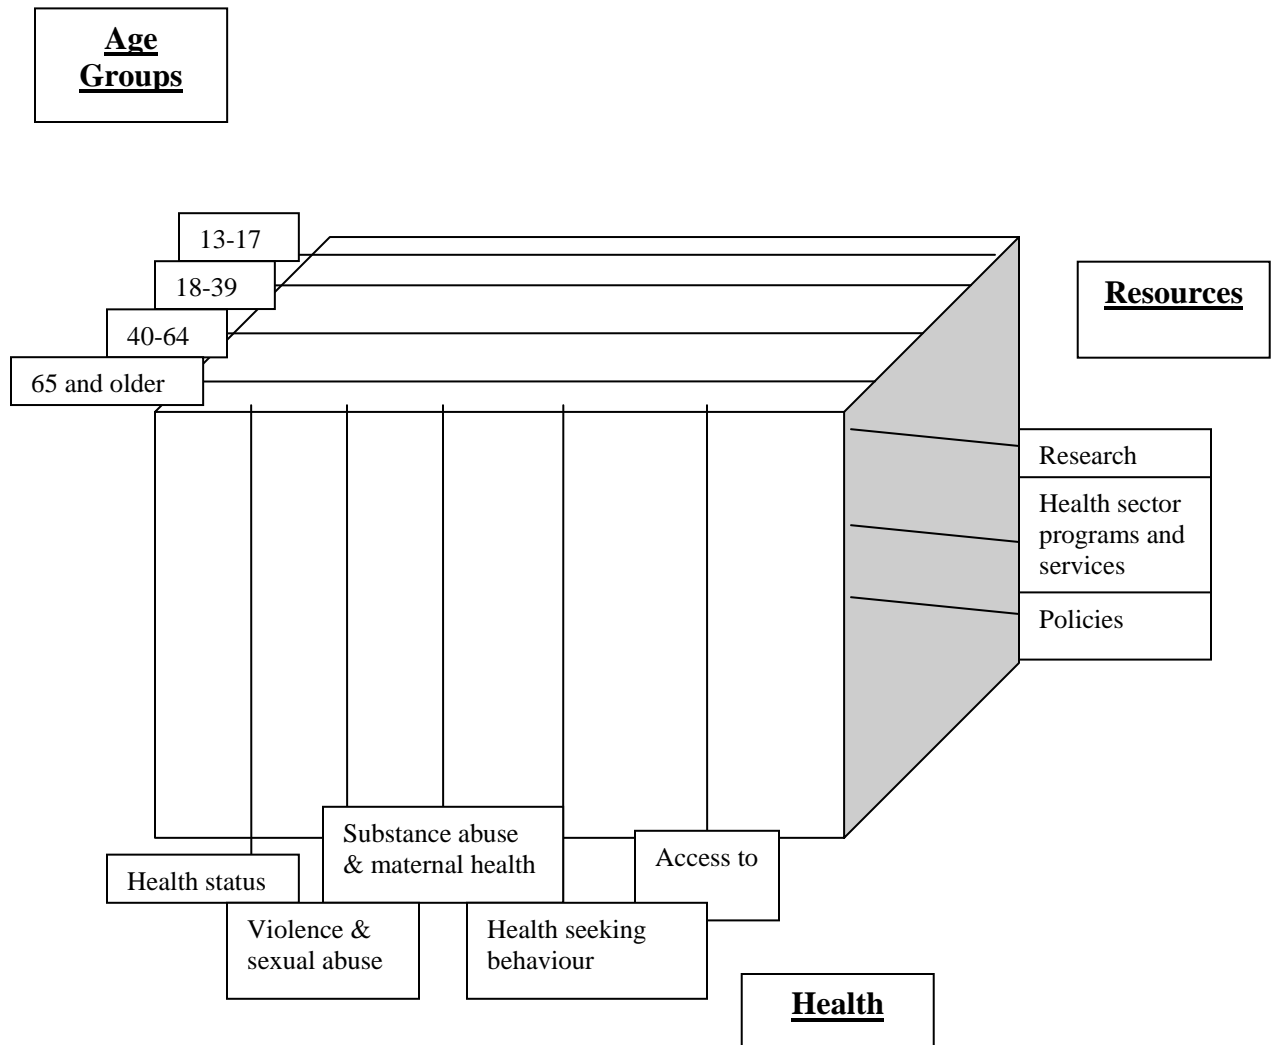 Age
Groups
13-17
18-39
40-64
65 and older
Resources
Research
Health sector
programs and
services
Policies
Substance abuse
& maternal health
Access to
Health status
Violence &
sexual abuse
Health seeking
behaviour
Health